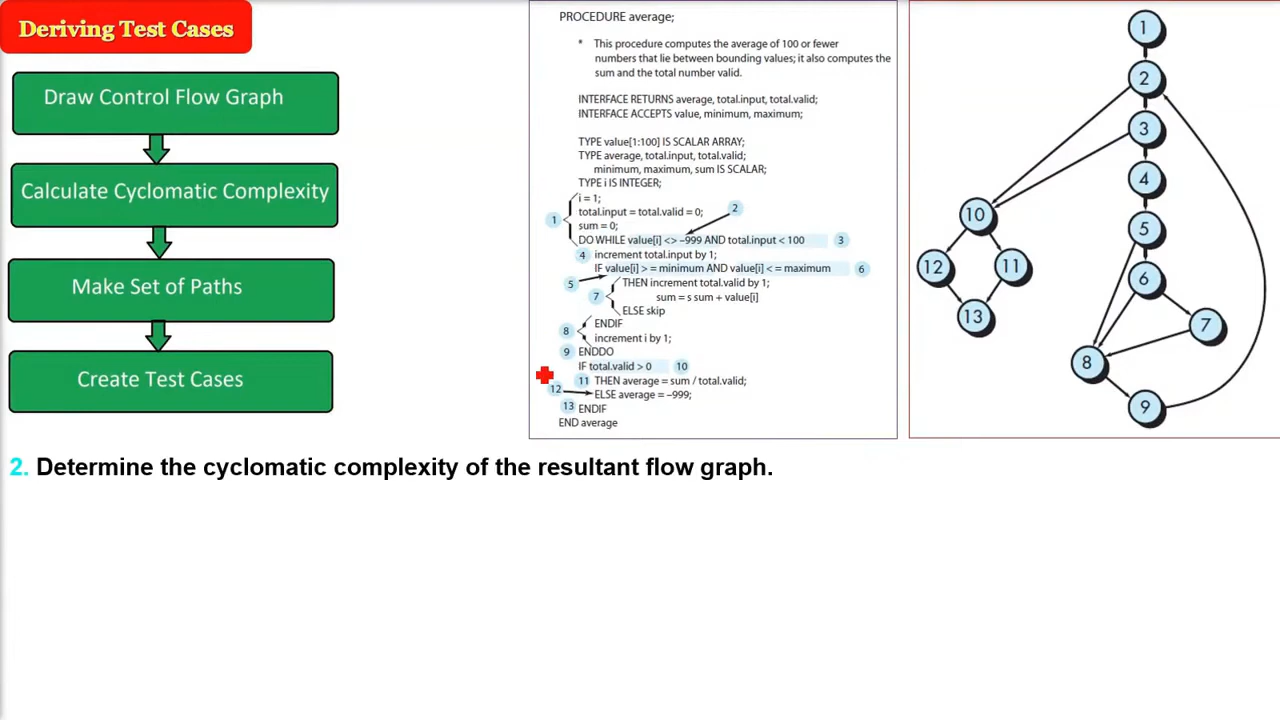 Deriving Test Cases
Draw Control Flow Graph
Calculate Cyclomatic Complexity
Make Set of Paths
Create Test Cases
PROCEDURE average;
* This procedure computes the average of 100 or fewer
numbers that lie between bounding values; it also computes the
sum and the total number valid.
INTERFACE RETURNS average, total.input, total.valid;
INTERFACE ACCEPTS value, minimum, maximum;
TYPE value[1:100] IS SCALAR ARRAY;
TYPE average, total.input, total.valid;
minimum, maximum, sum IS SCALAR;
TYPE i IS INTEGER;
i = 1;
1 total.input = total.valid = 0; 2
sum = 0;
DO WHILE value[i] <> –999 AND total.input < 100 3
4 increment total.input by 1;
IF value[i] > = minimum AND value[i] < = maximum 6
5 THEN increment total.valid by 1;
7 sum = s sum + value[i]
ELSE skip
8 ENDIF
increment i by 1;
9 ENDDO
IF total.valid > 0 10
11 THEN average = sum / total.valid;
12 ELSE average = –999;
13 ENDIF
END average
1
2
3
4
10
5
12 11
6
13
7
8
9
2. Determine the cyclomatic complexity of the resultant flow graph.